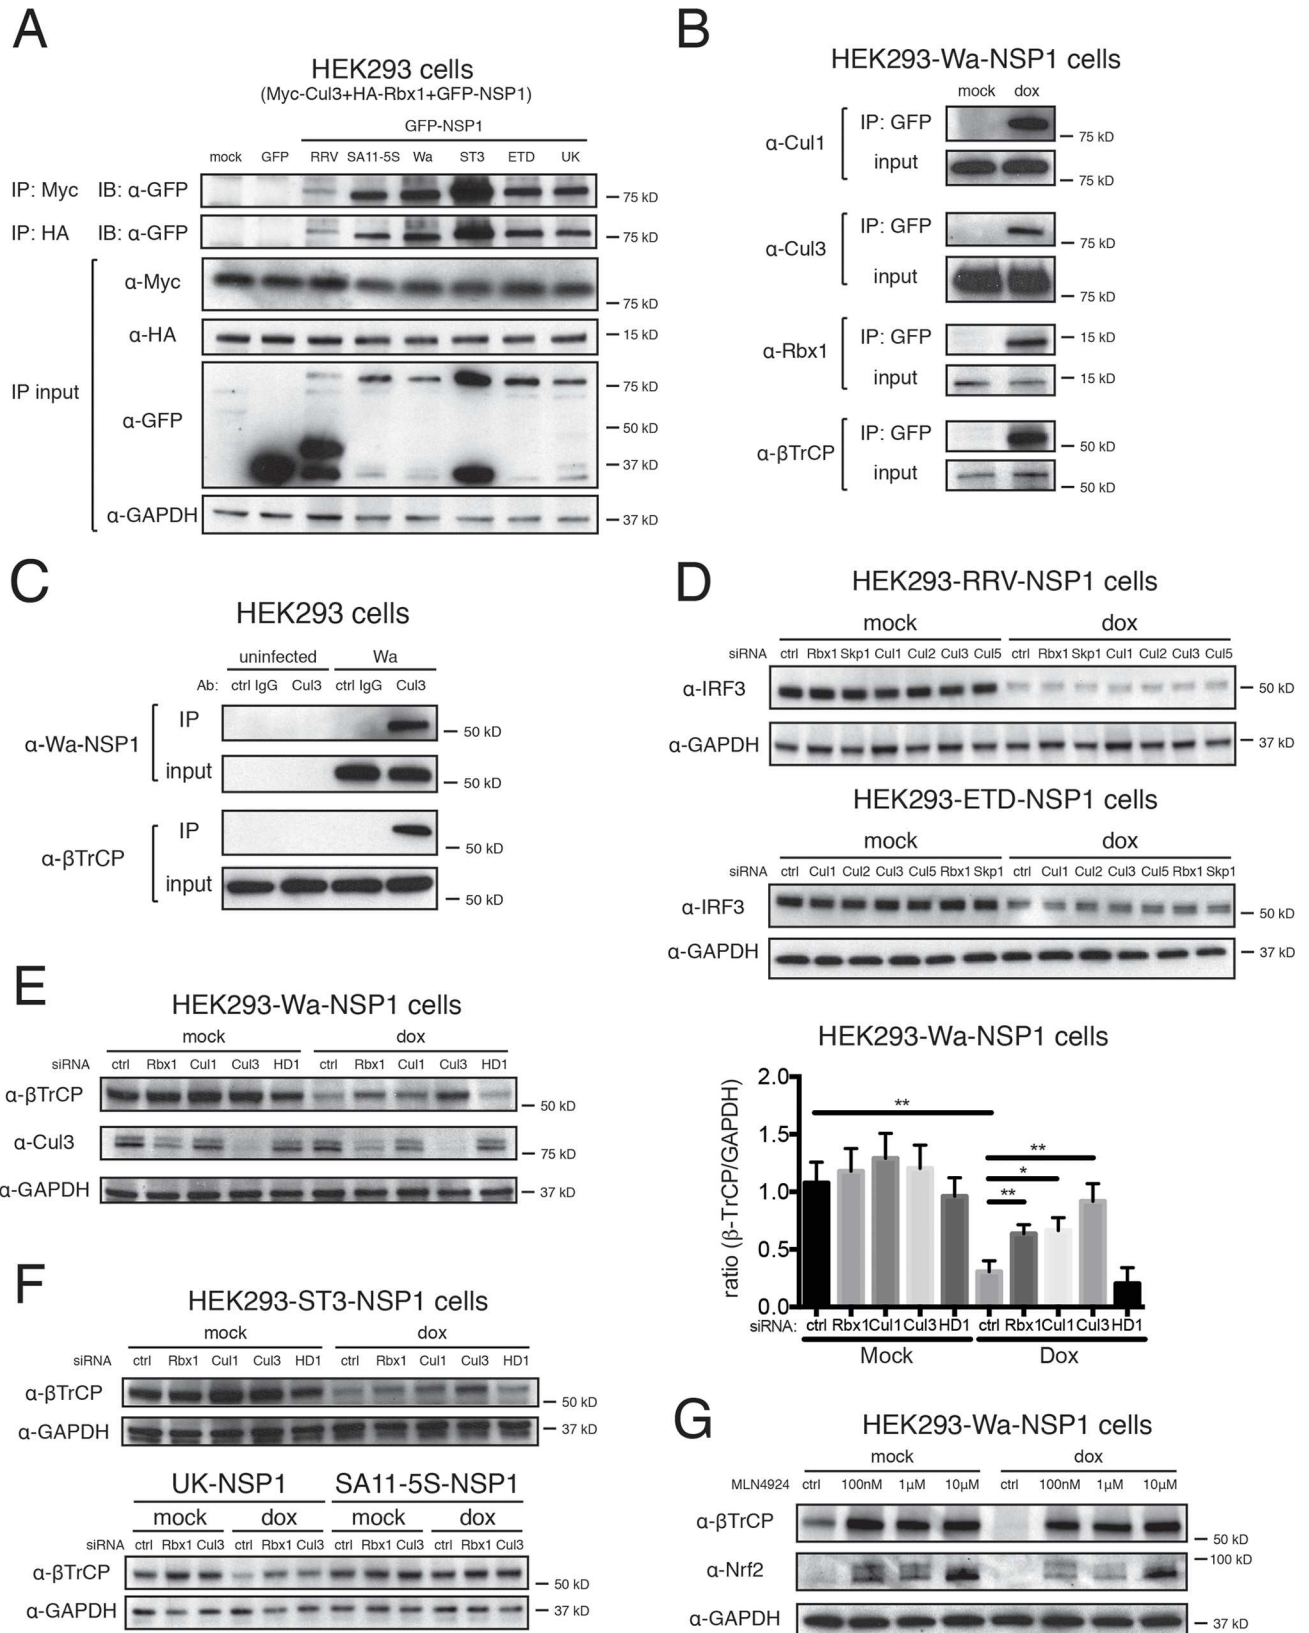 A
HEK293 cells
(Myc-Cul3+HA-Rbx1+GFP-NSP1)
GFP-NSP1
mock GFP RRV SA11-5S Wa ST3 ETD UK
IP: Myc IB: α-GFP 75 kD
IP: HA IB: α-GFP 75 kD
α-Myc 75 kD
α-HA 15 kD
IP input
α-GFP 75 kD
50 kD
37 kD
α-GAPDH 37 kD
B
HEK293-Wa-NSP1
mock dox
α-Cul1
IP: GFP 75 kD
input 75 kD
α-Cul3
IP: GFP 75 kD
input 75 kD
α-Rbx1
IP: GFP 15 kD
input 15 kD
α-βTrCP
IP: GFP 50 kD
input 50 kD
C
HEK293 cells
uninfected Wa
Ab: ctrl IgG Cul3 ctrl IgG Cul3
α-Wa-NSP1
IP 50 kD
input 50 kD
α-βTrCP
IP 50 kD
input 50 kD
D
HEK293-RRV-NSP1 cells
mock dox
siRNA ctrl Rbx1 Skp1 Cul1 Cul2 Cul3 Cul5 ctrl Rbx1 Skp1 Cul1 Cul2 Cul3 Cul5
α-IRF3 50 kD
α-GAPDH 37 kD
HEK293-ETD-NSP1 cells
mock dox
siRNA ctrl Cul1 Cul2 Cul3 Cul5 Rbx1 Skp1 ctrl Cul1 Cul2 Cul3 Cul5 Rbx1 Skp1
α-IRF3 50 kD
α-GAPDH 37 kD
E
HEK293-Wa-NSP1 cells
mock dox
siRNA ctrl Rbx1 Cul1 Cul3 HD1 ctrl Rbx1 Cul1 Cul3 HD1
α-βTrCP 50 kD
α-Cul3 75 kD
α-GAPDH 37 kD
HEK293-Wa-NSP1 cells
ratio (β-TrCP/GAPDH)
2.0
1.5
1.0
0.5
0.0
**
**
*
**
siRNA: ctrl Rbx1 Cul1 Cul3 HD1 ctrl Rbx1 Cul1 Cul3 HD1
Mock Dox
F
HEK293-ST3-NSP1 cells
mock dox
siRNA ctrl Rbx1 Cul1 Cul3 HD1 ctrl Rbx1 Cul1 Cul3 HD1
α-βTrCP 50 kD
α-GAPDH 37 kD
UK-NSP1 SA11-5S-NSP1
mock dox mock dox
siRNA ctrl Rbx1 Cul3 ctrl Rbx1 Cul3 ctrl Rbx1 Cul3 ctrl Rbx1 Cul3
α-βTrCP 50 kD
α-GAPDH 37 kD
G
HEK293-Wa-NSP1 cells
mock dox
MLN4924 ctrl 100nM 1μM 10μM ctrl 100nM 1μM 10μM
α-βTrCP 50 kD
α-Nrf2 100 kD
α-GAPDH 37 kD